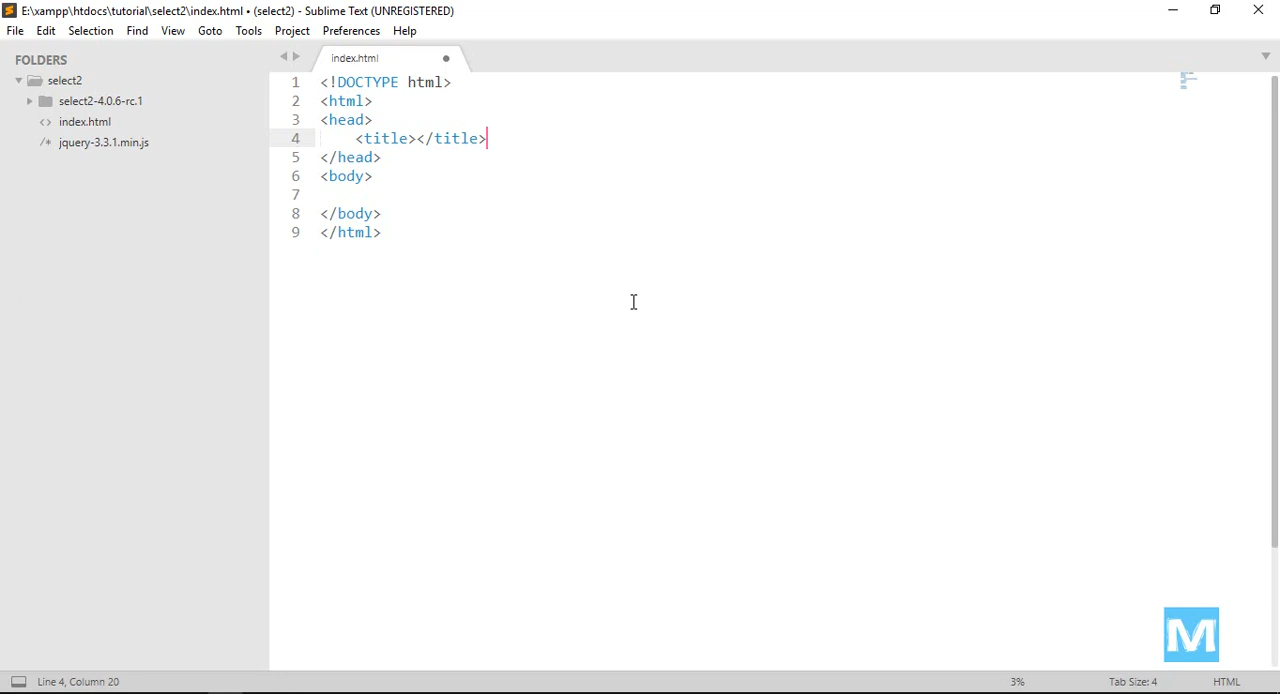 E:\xampp\htdocs\tutorial\select2\index.html • (select2) - Sublime Text (UNREGISTERED)
File Edit Selection Find View Goto Tools Project Preferences Help
FOLDERS
select2
select2-4.0.6-rc.1
<> index.html
/* jquery-3.3.1.min.js
index.html
1 <!DOCTYPE html>
2 <html>
3 <head>
4     <title></title>
5 </head>
6 <body>
7
8 </body>
9 </html>
M
Line 4, Column 20 3% Tab Size: 4 HTML